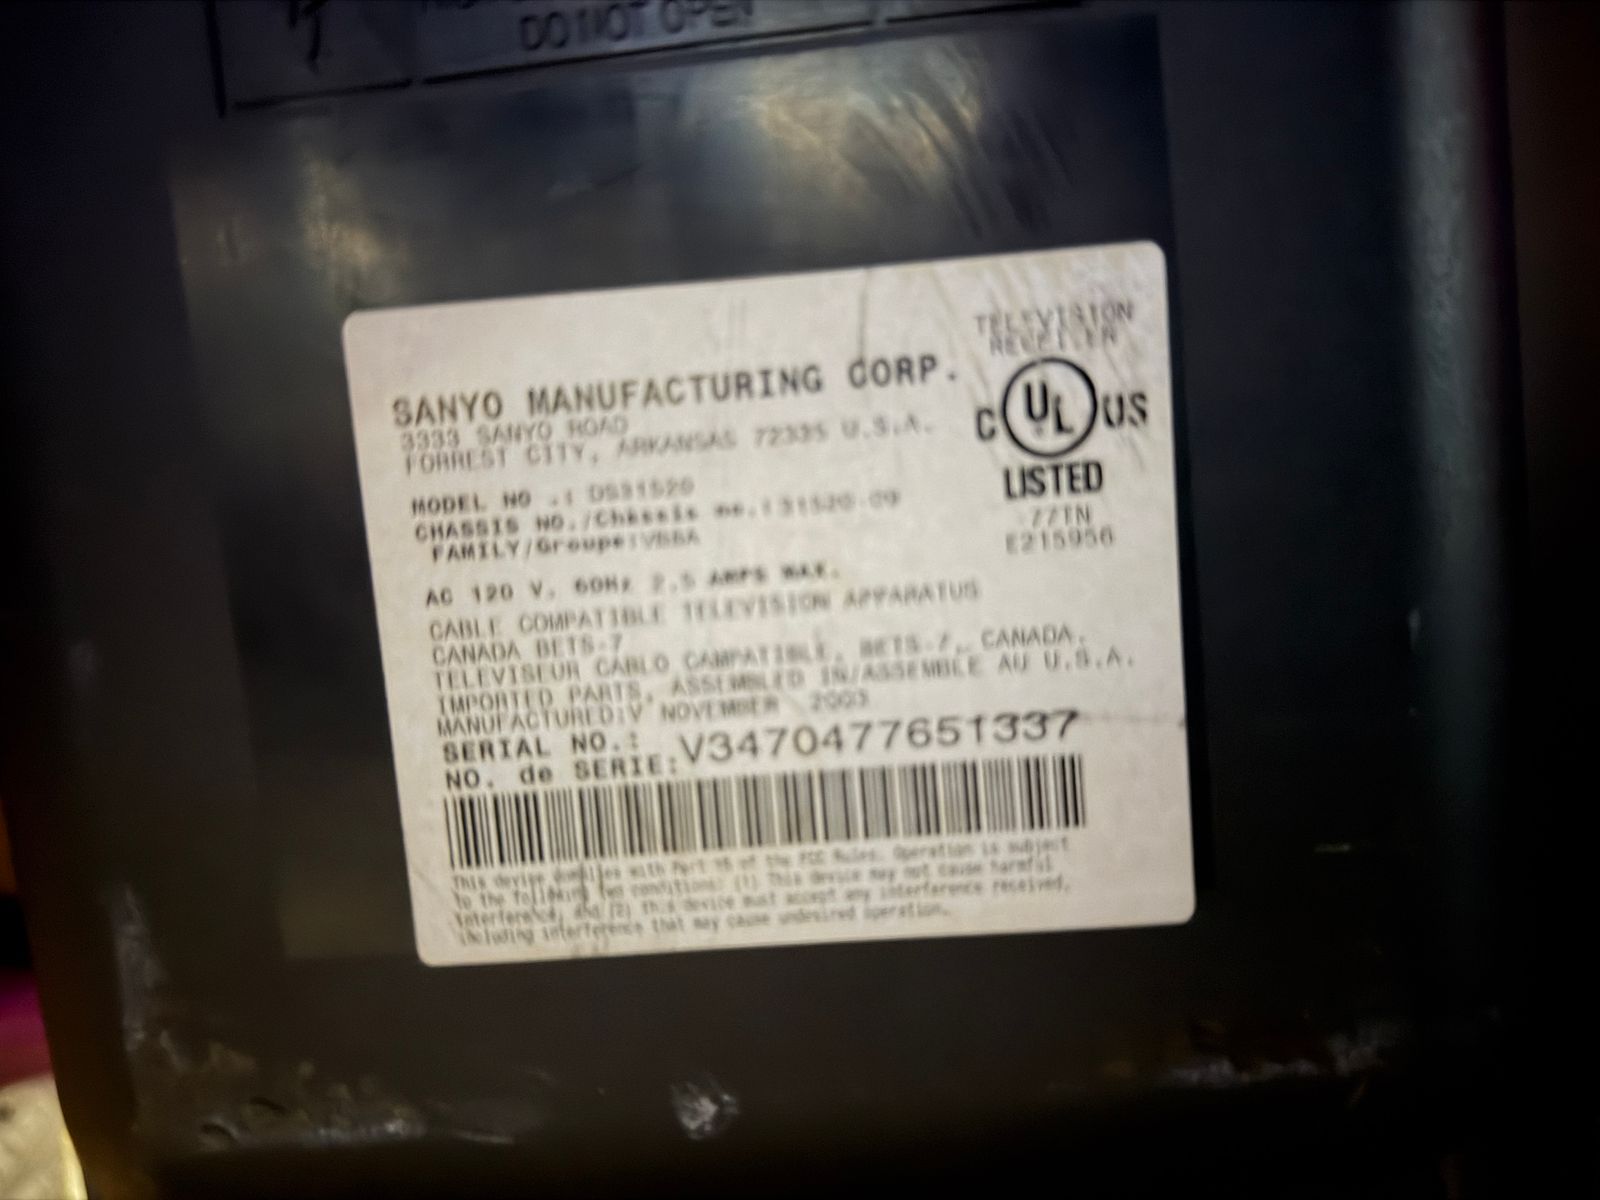 DO NOT OPEN
TELEVISION
RECEIVER
SANYO MANUFACTURING CORP.
3333 SANYO ROAD
FORREST CITY, ARKANSAS 72335 U.S.A.
C UL US
LISTED
77TN
E215956
MODEL NO .: DS31520
CHASSIS NO./Châssis no.:31520-09
FAMILY/Groupe:
AC 120 V. 60Hz 2.5 AMPS MAX.
CABLE COMPATIBLE TELEVISION APPARATUS
CANADA BETS-7
TELEVISEUR CABLO CAMPATIBLE, BETS-7, CANADA.
IMPORTED PARTS, ASSEMBLED IN/ASSEMBLE AU U.S.A.
MANUFACTURED: NOVEMBER 2003
SERIAL NO.:
NO. de SERIE: V3470477651337
This device complies with Part 15 of the FCC Rules. Operation is subject
to the following two conditions: (1) This device may not cause harmful
interference, and (2) this device must accept any interference received,
including interference that may cause undesired operation.